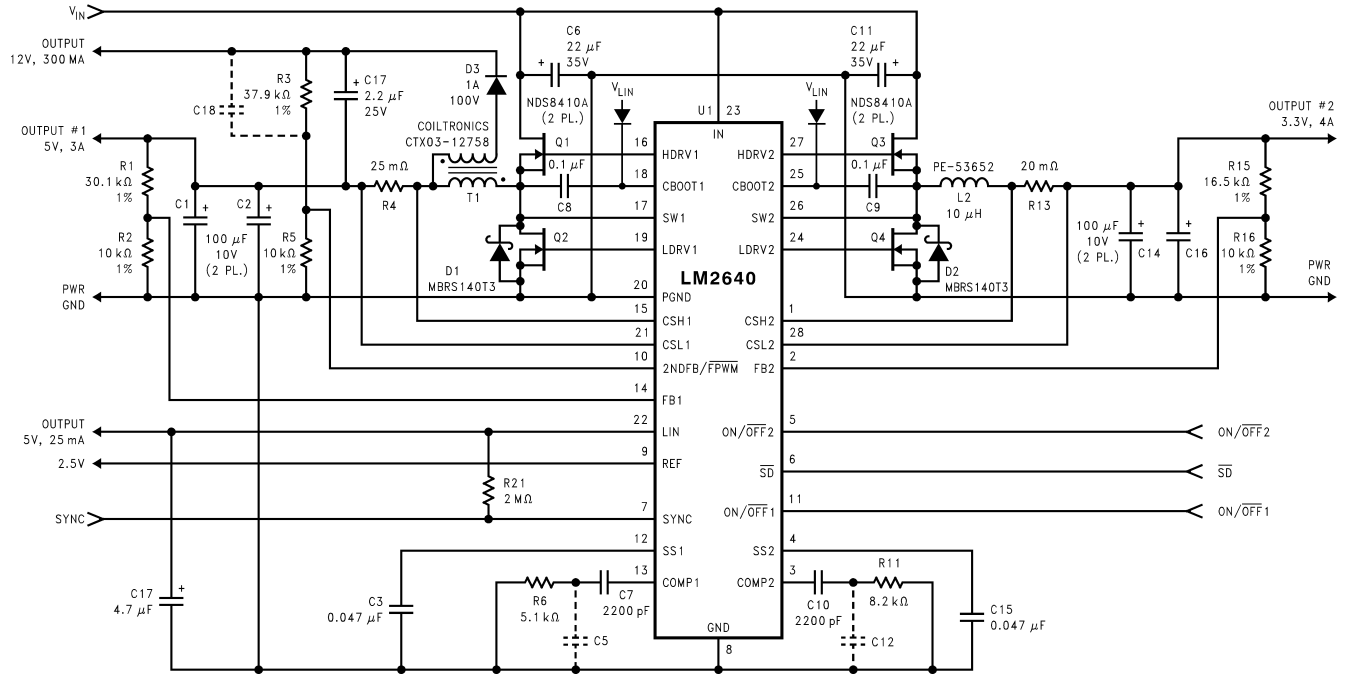 VIN
OUTPUT
12V, 300 MA
R3
37.9 kΩ
1%
C18
C17
2.2 µF
25V
D3
1A
100V
C6
22 µF
35V
+
C11
22 µF
35V
+
VLIN
VLIN
NDS8410A
(2 PL.)
NDS8410A
(2 PL.)
U1
23
IN
COILTRONICS
CTX03-12758
OUTPUT #1
5V, 3A
OUTPUT #2
3.3V, 4A
R1
30.1 kΩ
1%
25 mΩ
R4
T1
Q1
0.1 µF
C8
16
HDRV1
18
CBOOT1
17
SW1
19
LDRV1
27
HDRV2
25
CBOOT2
26
SW2
24
LDRV2
Q3
0.1 µF
C9
PE-53652
L2
10 µH
20 mΩ
R13
R15
16.5 kΩ
1%
C1
+
C2
+
100 µF
10V
(2 PL.)
R2
10 kΩ
1%
R5
10 kΩ
1%
Q2
D1
MBRS140T3
Q4
D2
MBRS140T3
100 µF
10V
(2 PL.)
+
C14
+
C16
R16
10 kΩ
1%
LM2640
PWR
GND
PWR
GND
20
PGND
15
CSH1
21
CSL1
10
2NDFB/FPWM
14
FB1
1
CSH2
28
CSL2
2
FB2
OUTPUT
5V, 25 mA
22
LIN
2.5V
9
REF
R21
2 MΩ
SYNC
7
SYNC
ON/OFF2
5
ON/OFF2
SD
6
SD
ON/OFF1
11
ON/OFF1
12
SS1
13
COMP1
SS2
4
COMP2
3
C17
4.7 µF
+
C3
0.047 µF
R6
5.1 kΩ
C7
2200 pF
C5
C10
2200 pF
R11
8.2 kΩ
C12
C15
0.047 µF
GND
8